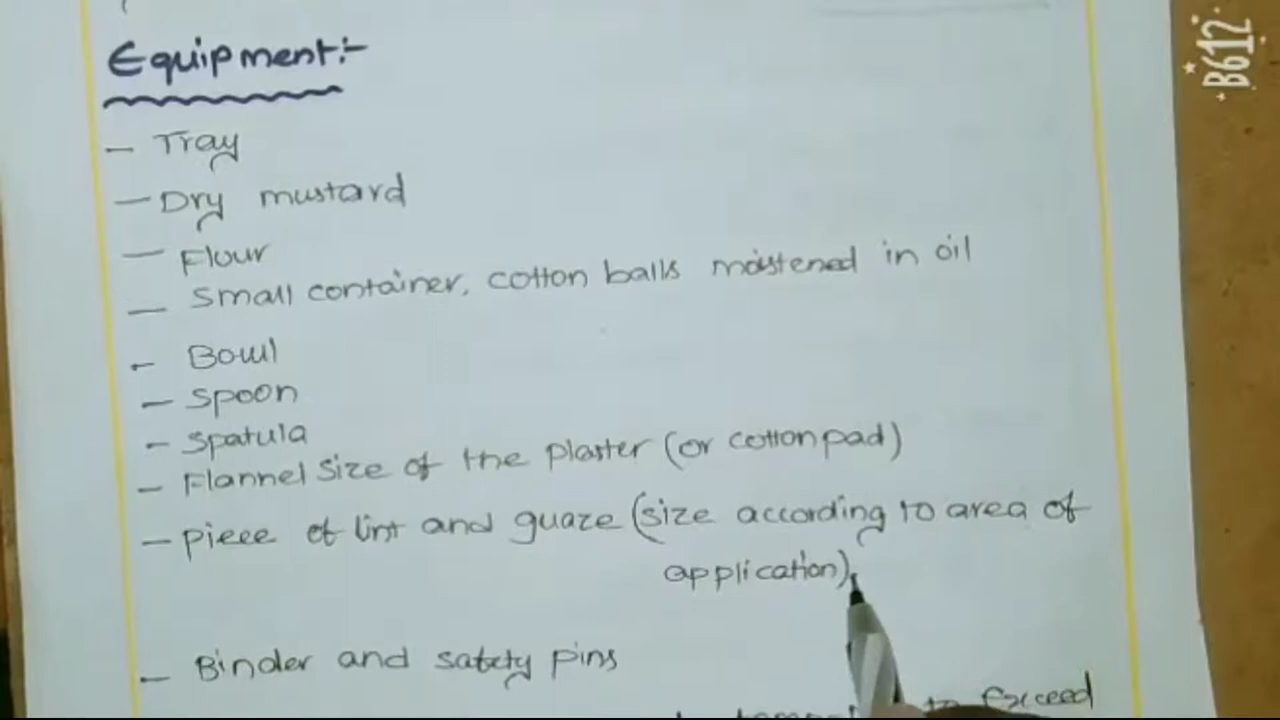 Equipment:-
- Tray
- Dry mustard
- Flour
- Small container, cotton balls moistened in oil
- Bowl
- Spoon
- Spatula
- Flannel size of the plaster (or cotton pad)
- piece of lint and guaze (size according to area of
application),
- Binder and safety pins
to exceed
B612